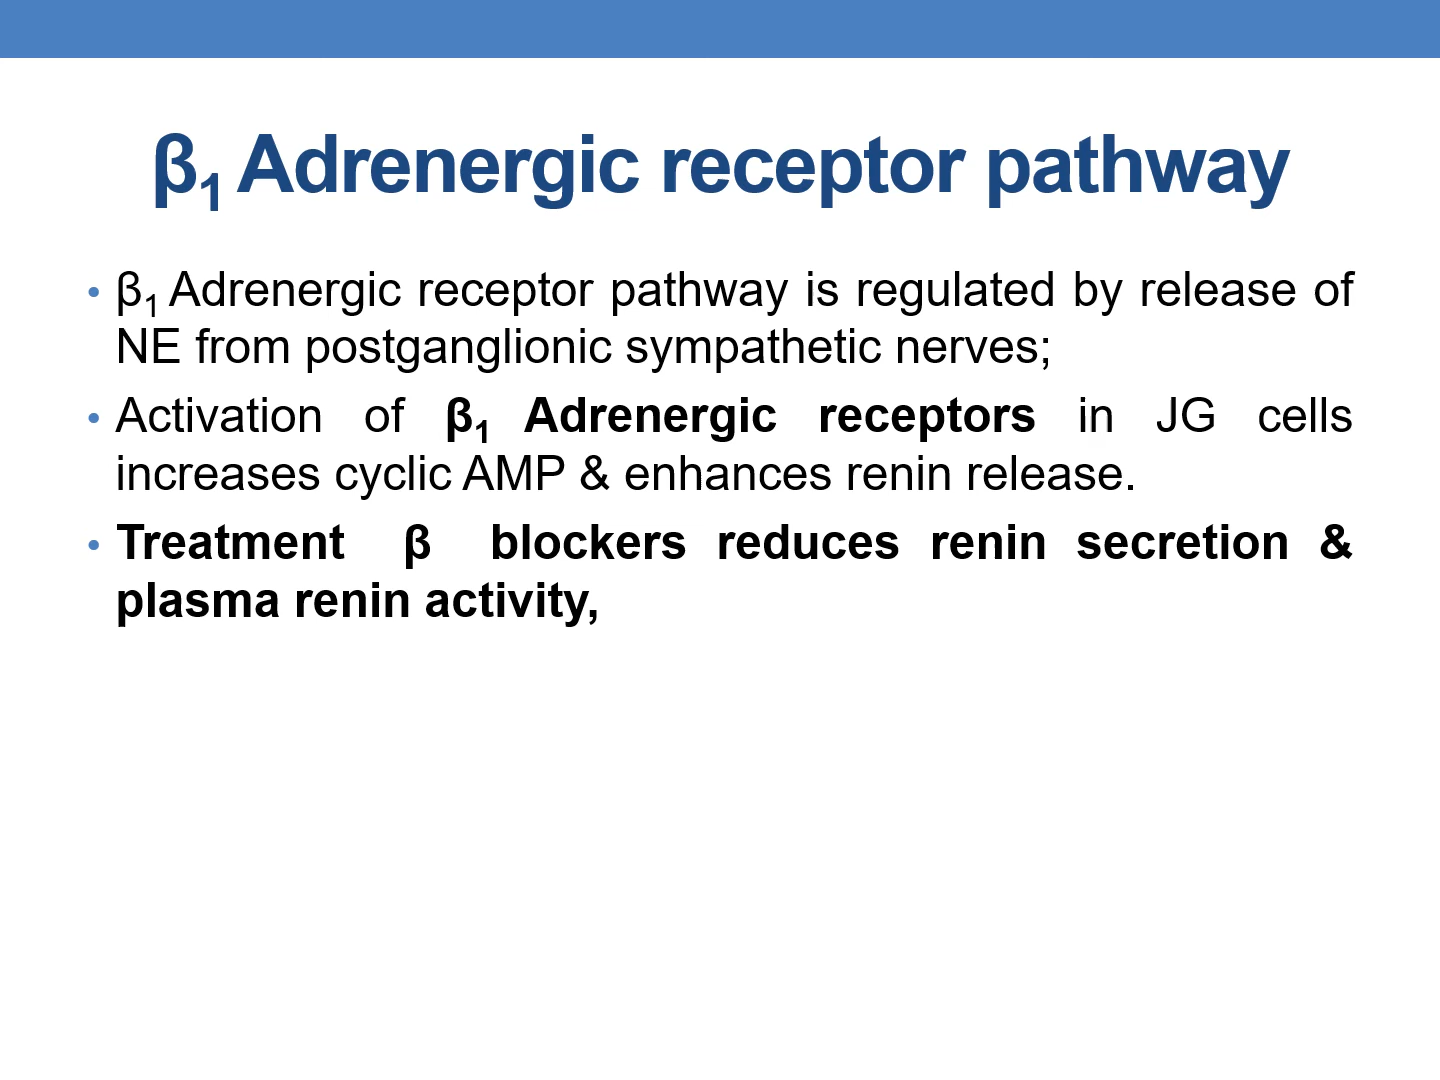 β₁ Adrenergic receptor pathway
• β₁ Adrenergic receptor pathway is regulated by release of
NE from postganglionic sympathetic nerves;
• Activation of β₁ Adrenergic receptors in JG cells
increases cyclic AMP & enhances renin release.
• Treatment β blockers reduces renin secretion &
plasma renin activity,